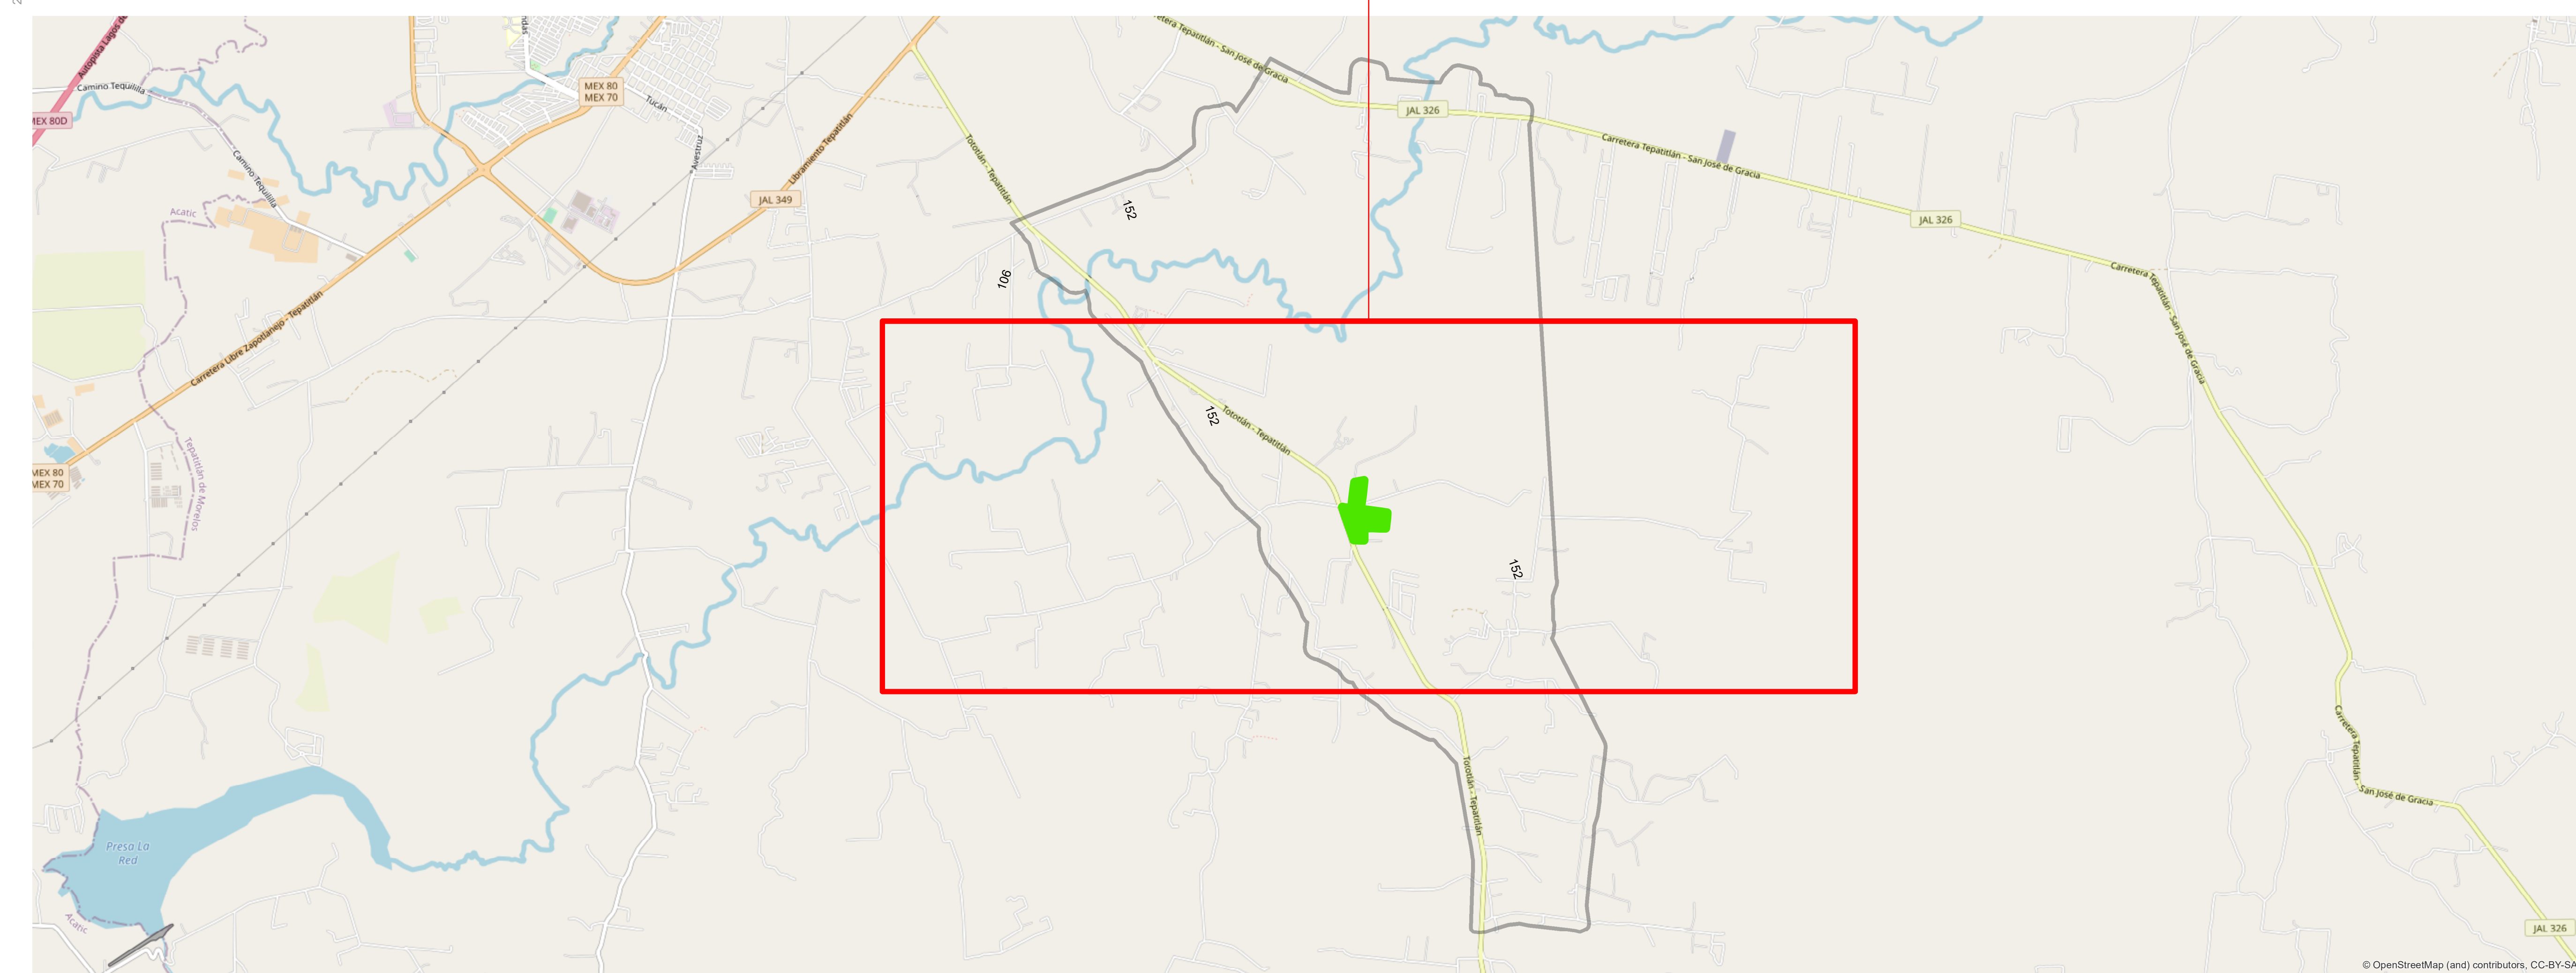 Autopista Lagos de
Camino Tequililla
MEX 80D
MEX 80
MEX 70
Tucán
Avestruz
Camino Tequililla
Acatic
JAL 349
Libramiento Tepatitlán
Carretera Libre Zapotlanejo - Tepatitlán
MEX 80
MEX 70
Tepatitlán de Morelos
Presa La
Red
Acatic
Tototlán - Tepatitlán
etera Tepatitlán - San José de Gracia
JAL 326
Carretera Tepatitlán - San José de Gracia
JAL 326
Carretera Tepatitlán - San José de Gracia
152
106
152
Tototlán - Tepatitlán
152
Tototlán - Tepatitlán
Carretera Tepatitlán - San José de Gracia
JAL 326
© OpenStreetMap (and) contributors, CC-BY-SA